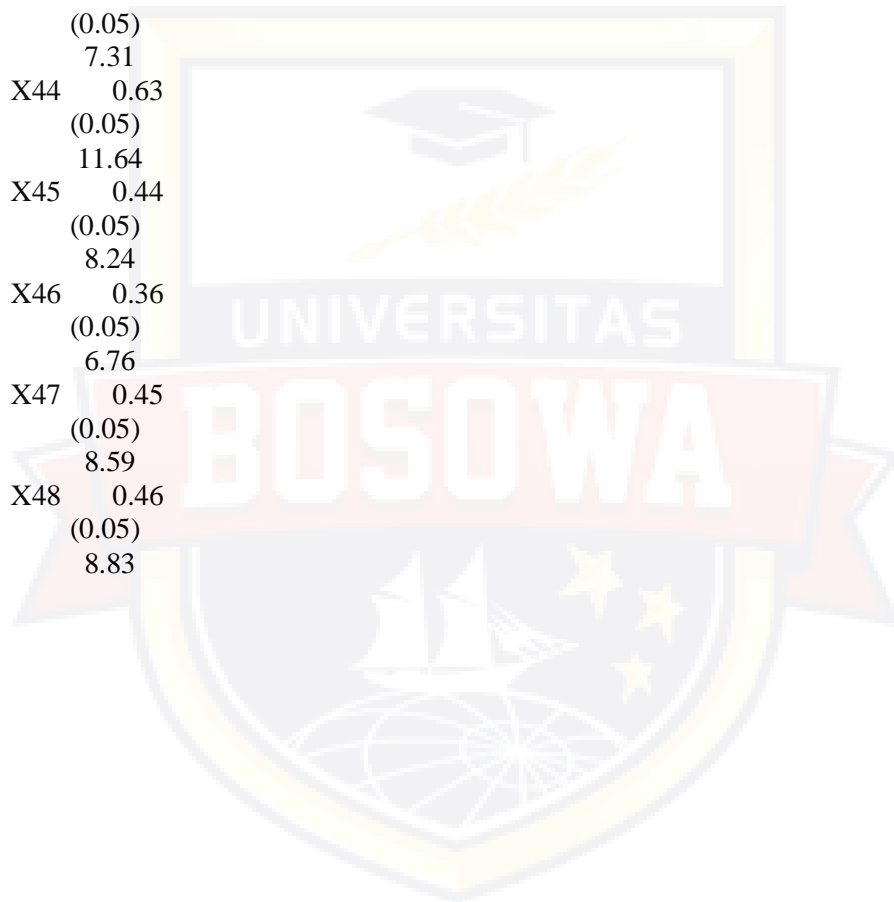 (0.05)
7.31
X44 0.63
(0.05)
11.64
X45 0.44
(0.05)
8.24
X46 0.36
(0.05)
6.76
X47 0.45
(0.05)
8.59
X48 0.46
(0.05)
8.83
UNIVERSITAS
BOSOWA